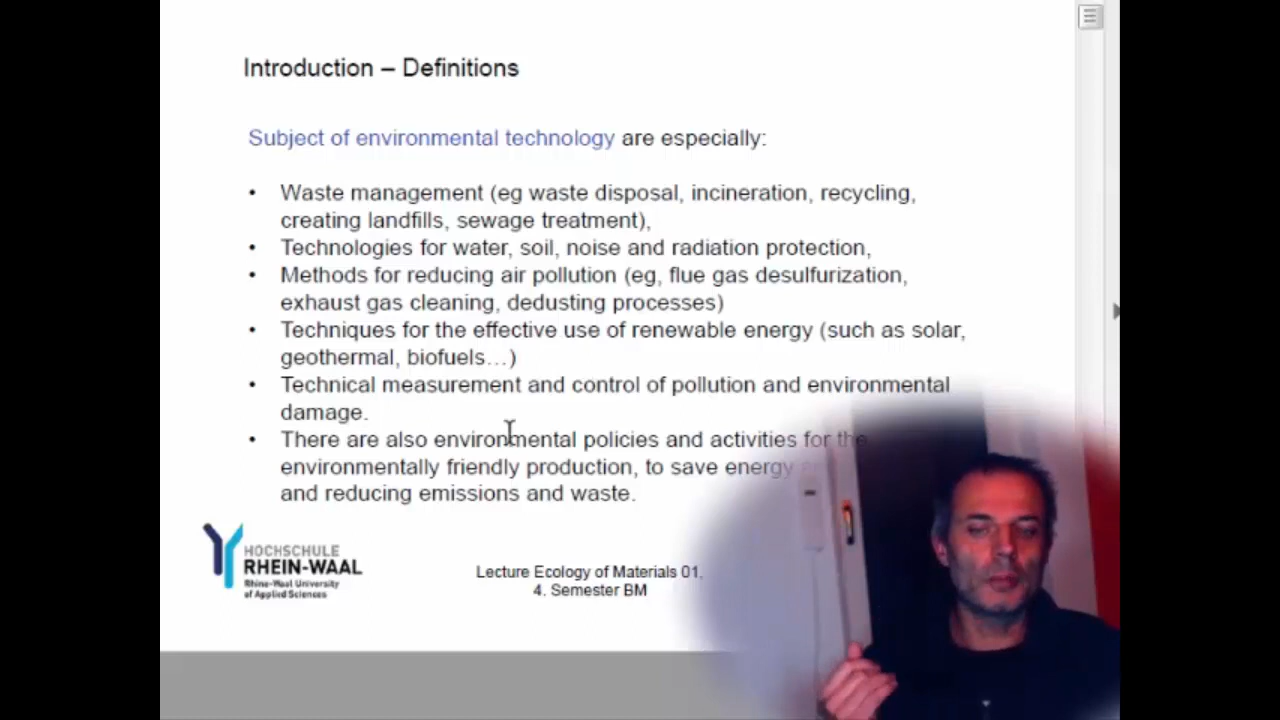 Introduction – Definitions
Subject of environmental technology are especially:
• Waste management (eg waste disposal, incineration, recycling,
creating landfills, sewage treatment),
• Technologies for water, soil, noise and radiation protection,
• Methods for reducing air pollution (eg, flue gas desulfurization,
exhaust gas cleaning, dedusting processes)
• Techniques for the effective use of renewable energy (such as solar,
geothermal, biofuels…)
• Technical measurement and control of pollution and environmental
damage.
• There are also environmental policies and activities for the
environmentally friendly production, to save energy
and reducing emissions and waste.
HOCHSCHULE
RHEIN-WAAL
Rhine-Waal University
of Applied Sciences
Lecture Ecology of Materials 01,
4. Semester BM